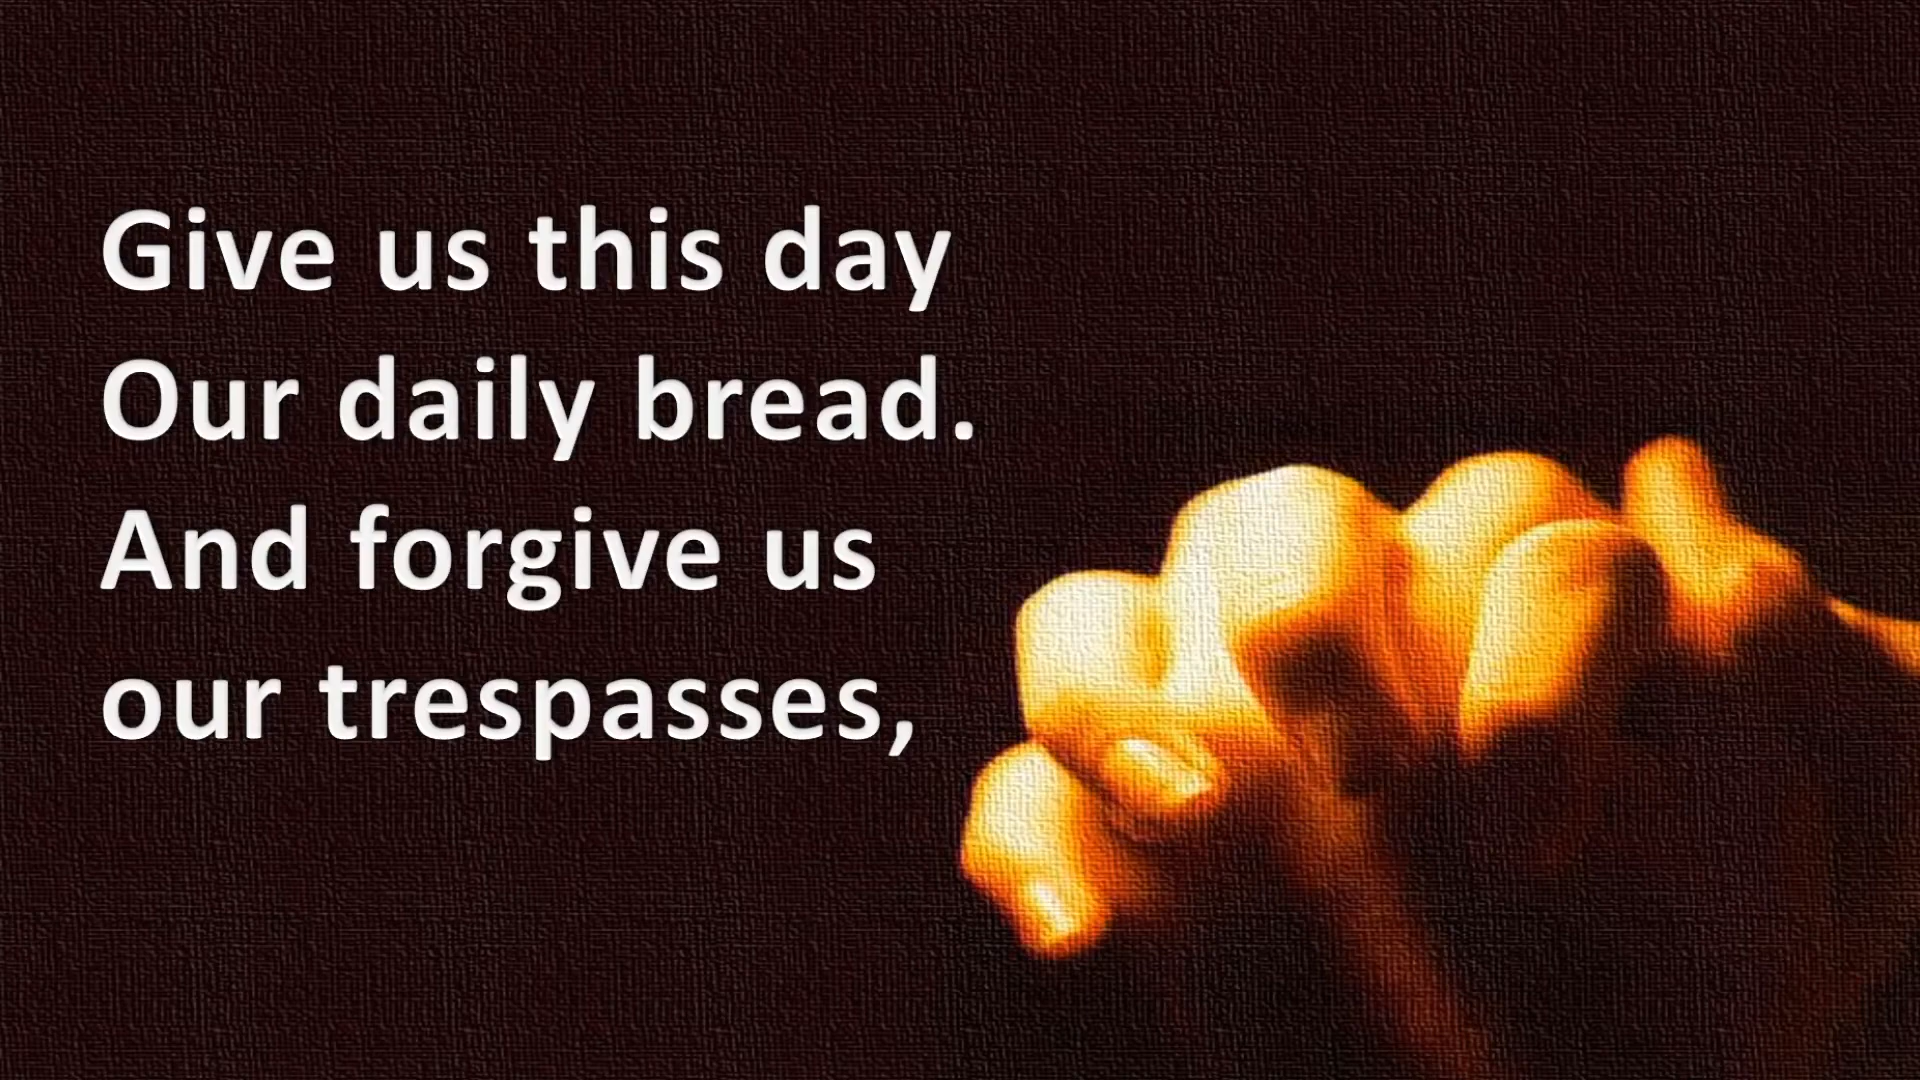 Give us this day
Our daily bread.
And forgive us
our trespasses,